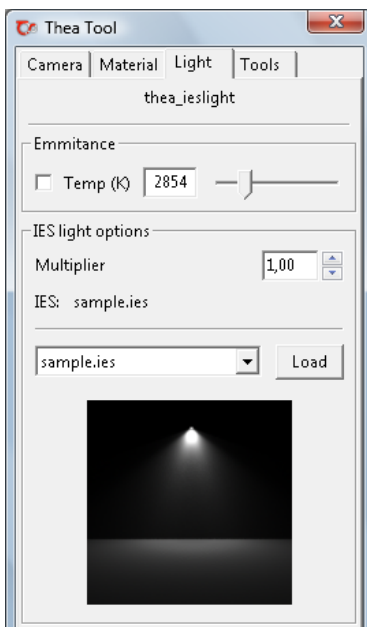 Thea Tool
Camera Material Light Tools
thea_ieslight
Emmitance
Temp (K) 2854
IES light options
Multiplier 1,00
IES: sample.ies
sample.ies Load